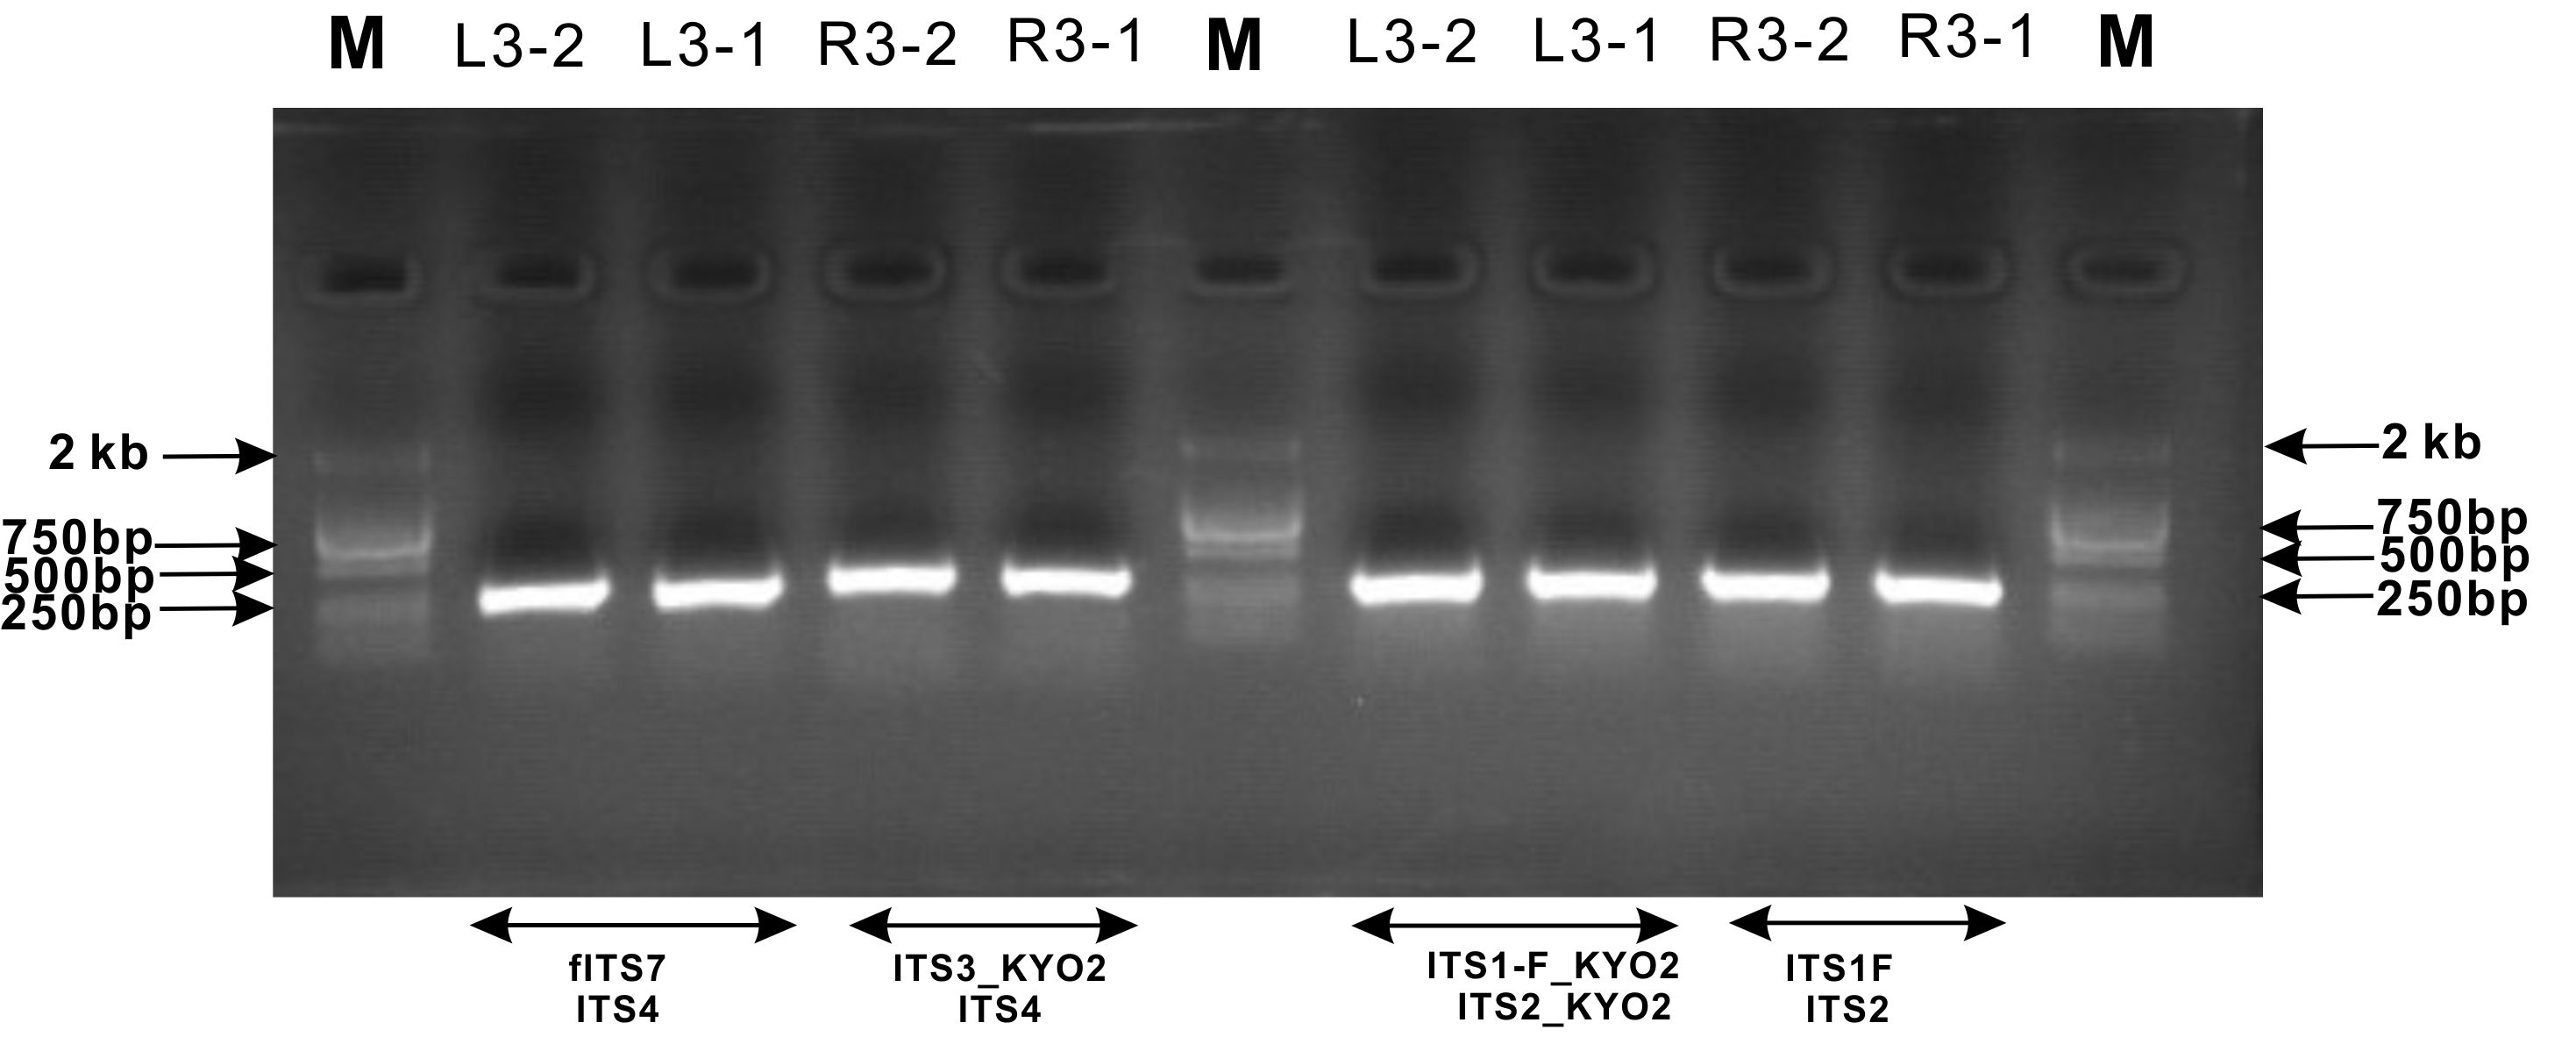 M L3-2 L3-1 R3-2 R3-1 M L3-2 L3-1 R3-2 R3-1 M
2 kb 2 kb
750bp 750bp
500bp 500bp
250bp 250bp
fITS7 ITS3_KYO2 ITS1-F_KYO2 ITS1F
ITS4 ITS4 ITS2_KYO2 ITS2